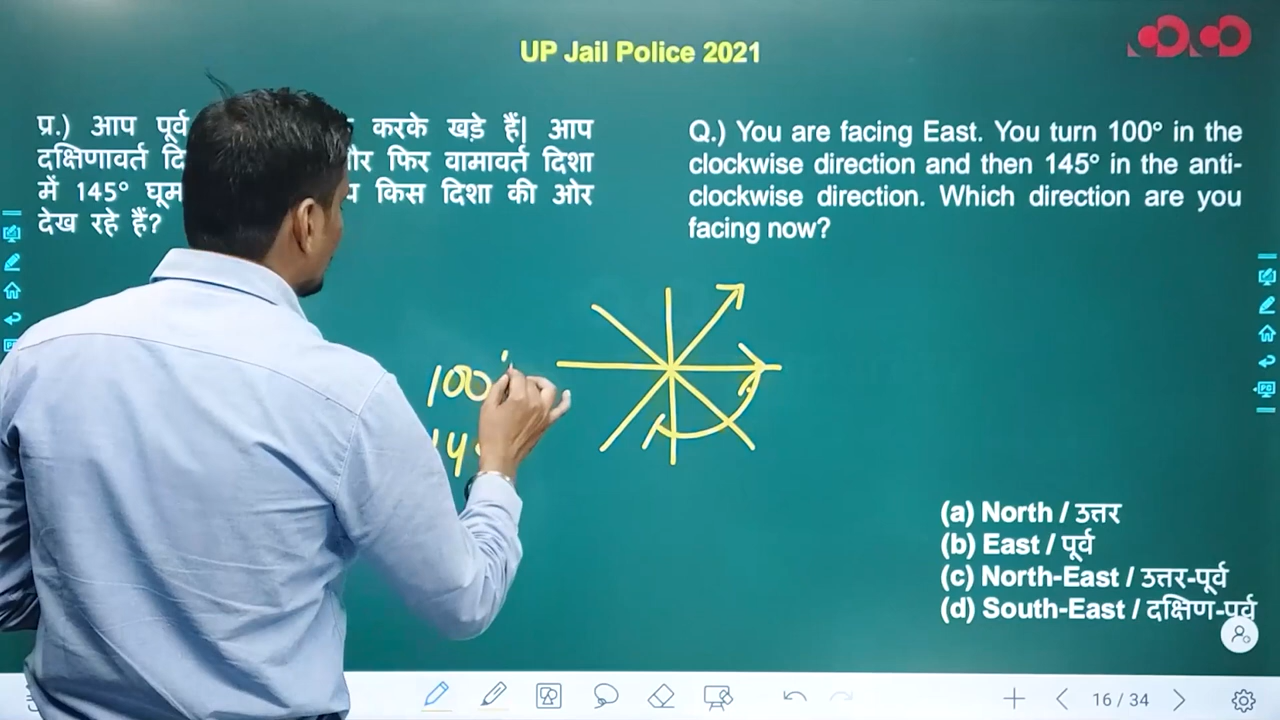 UP Jail Police 2021
प्र.) आप पूर्व करके खड़े हैं| आप
दक्षिणावर्त और फिर वामावर्त दिशा
में 145° किस दिशा की ओर
देख रहे हैं?
Q.) You are facing East. You turn 100° in the
clockwise direction and then 145° in the anti-
clockwise direction. Which direction are you
facing now?
100°
(a) North / उत्तर
(b) East / पूर्व
(c) North-East / उत्तर-पूर्व
(d) South-East / दक्षिण-पूर्व
16 / 34